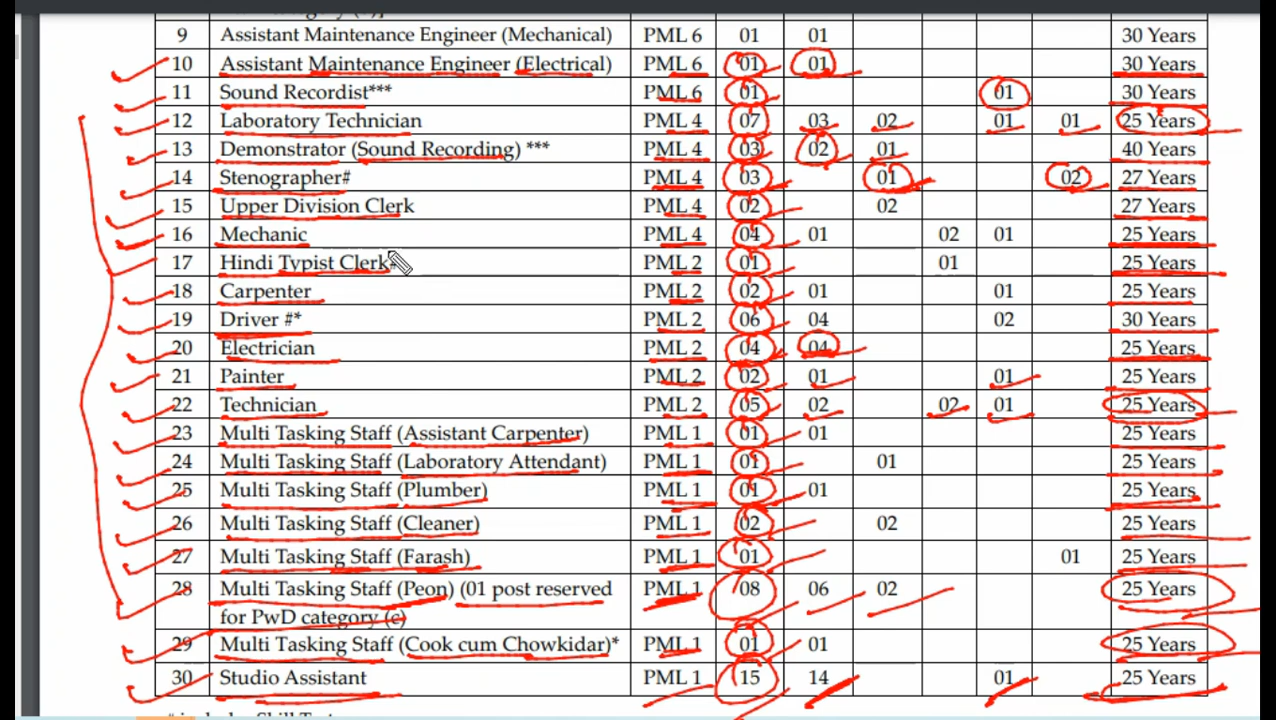 9 Assistant Maintenance Engineer (Mechanical) PML 6 01 01 30 Years
10 Assistant Maintenance Engineer (Electrical) PML 6 01 01 30 Years
11 Sound Recordist*** PML 6 01 01 30 Years
12 Laboratory Technician PML 4 07 03 02 01 01 25 Years
13 Demonstrator (Sound Recording) *** PML 4 03 02 01 40 Years
14 Stenographer# PML 4 03 01 02 27 Years
15 Upper Division Clerk PML 4 02 02 27 Years
16 Mechanic PML 4 04 01 02 01 25 Years
17 Hindi Typist Clerk# PML 2 01 01 25 Years
18 Carpenter PML 2 02 01 01 25 Years
19 Driver #* PML 2 06 04 02 30 Years
20 Electrician PML 2 04 04 25 Years
21 Painter PML 2 02 01 01 25 Years
22 Technician PML 2 05 02 02 01 25 Years
23 Multi Tasking Staff (Assistant Carpenter) PML 1 01 01 25 Years
24 Multi Tasking Staff (Laboratory Attendant) PML 1 01 01 25 Years
25 Multi Tasking Staff (Plumber) PML 1 01 01 25 Years
26 Multi Tasking Staff (Cleaner) PML 1 02 02 25 Years
27 Multi Tasking Staff (Farash) PML 1 01 01 25 Years
28 Multi Tasking Staff (Peon) (01 post reserved PML 1 08 06 02 25 Years
for PwD category (c)
29 Multi Tasking Staff (Cook cum Chowkidar)* PML 1 01 01 25 Years
30 Studio Assistant PML 1 15 14 01 25 Years